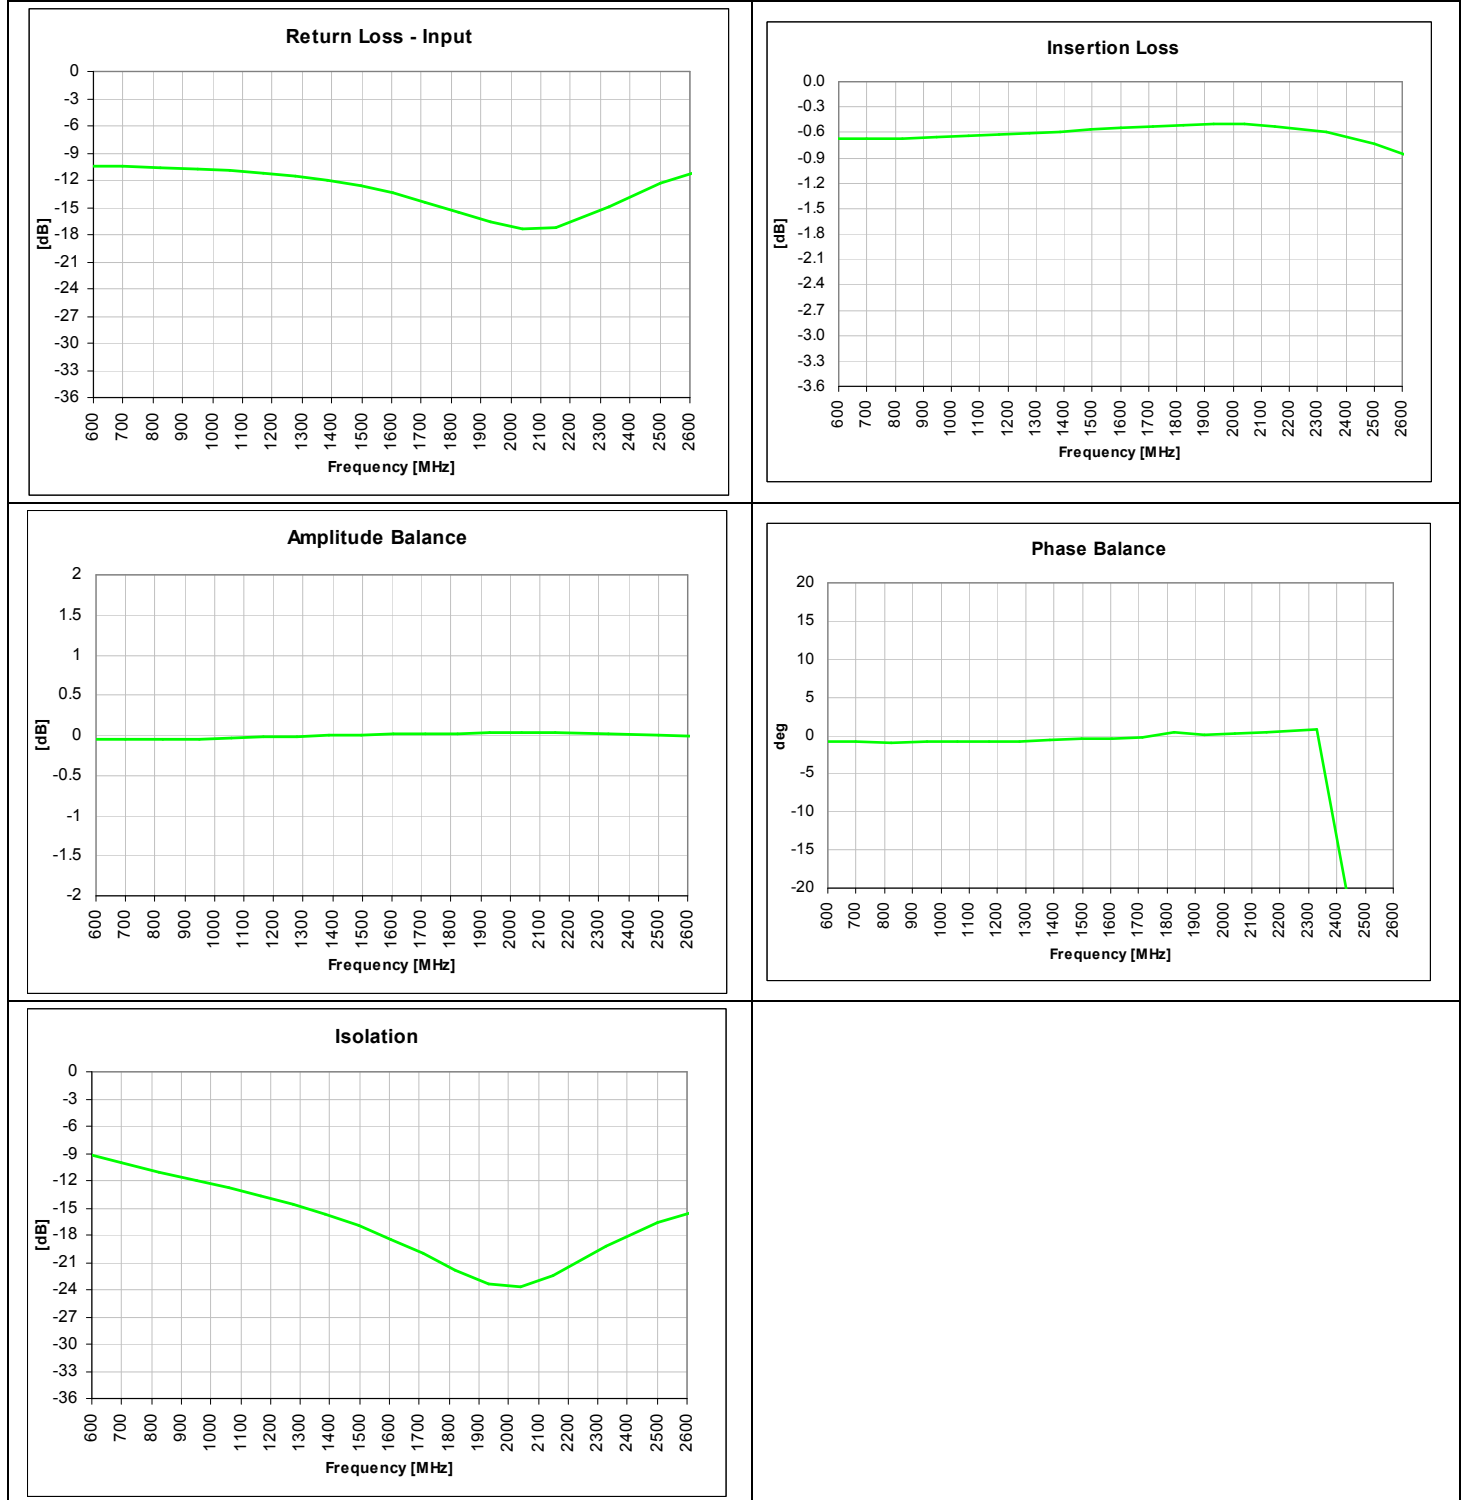 Return Loss - Input
0
-3
-6
-9
-12
-15
-18
-21
-24
-27
-30
-33
-36
[dB]
600 700 800 900 1000 1100 1200 1300 1400 1500 1600 1700 1800 1900 2000 2100 2200 2300 2400 2500 2600
Frequency [MHz]
Insertion Loss
0.0
-0.3
-0.6
-0.9
-1.2
-1.5
-1.8
-2.1
-2.4
-2.7
-3.0
-3.3
-3.6
[dB]
600 700 800 900 1000 1100 1200 1300 1400 1500 1600 1700 1800 1900 2000 2100 2200 2300 2400 2500 2600
Frequency [MHz]
Amplitude Balance
2
1.5
1
0.5
0
-0.5
-1
-1.5
-2
[dB]
600 700 800 900 1000 1100 1200 1300 1400 1500 1600 1700 1800 1900 2000 2100 2200 2300 2400 2500 2600
Frequency [MHz]
Phase Balance
20
15
10
5
0
-5
-10
-15
-20
deg
600 700 800 900 1000 1100 1200 1300 1400 1500 1600 1700 1800 1900 2000 2100 2200 2300 2400 2500 2600
Frequency [MHz]
Isolation
0
-3
-6
-9
-12
-15
-18
-21
-24
-27
-30
-33
-36
[dB]
600 700 800 900 1000 1100 1200 1300 1400 1500 1600 1700 1800 1900 2000 2100 2200 2300 2400 2500 2600
Frequency [MHz]